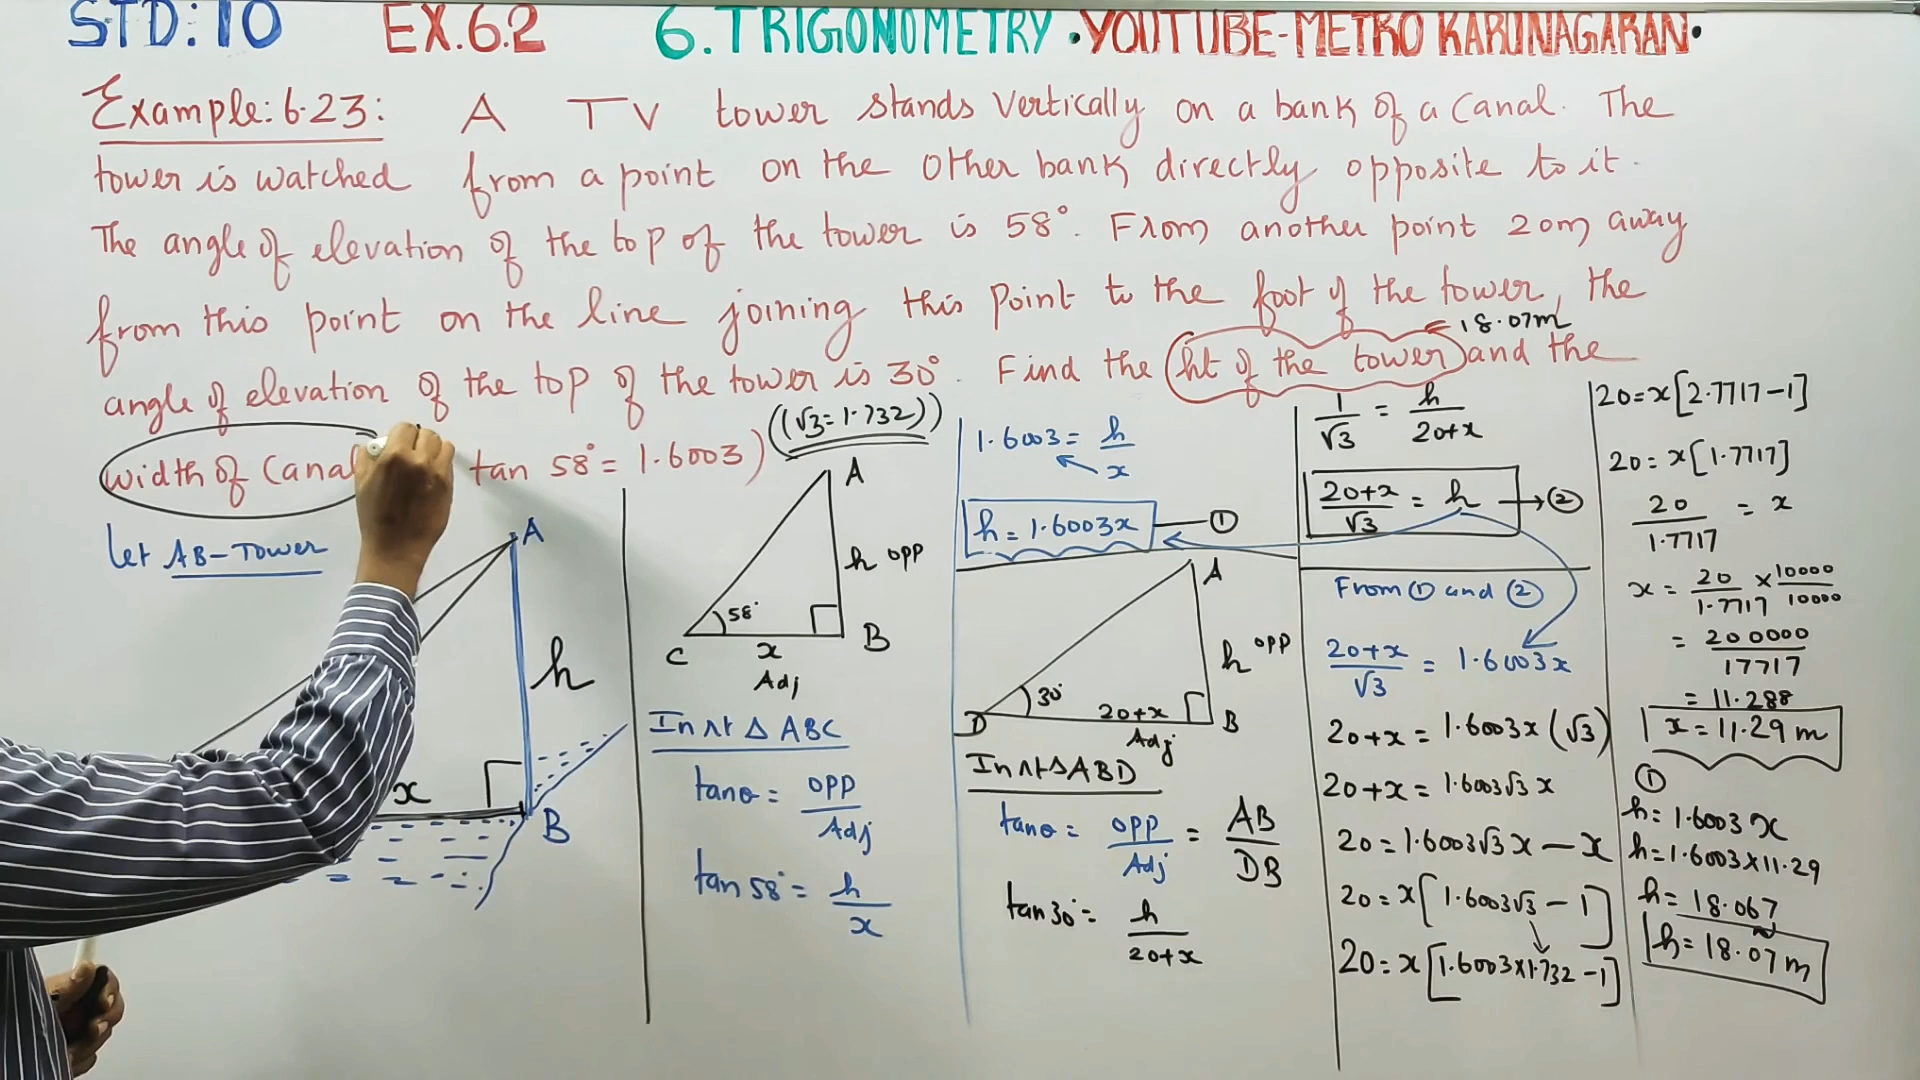 STD: 10 EX.6.2 6. TRIGONOMETRY • YOUTUBE-METRO KARUNAGARAN •
Example: 6.23: A TV tower stands vertically on a bank of a canal. The
tower is watched from a point on the other bank directly opposite to it.
The angle of elevation of the top of the tower is 58°. From another point 20m away
from this point on the line joining this point to the foot of the tower, the
= 18.07m
angle of elevation of the top of the tower is 30°. Find the (ht of the tower) and the
width of Cana tan 58° = 1.6003) ((√3=1.732))
Let AB-Tower
A
h
x
B
A
h opp
58°
C
x
B
Adj
In rt △ ABC
tanθ = opp/Adj
tan 58° = h/x
1.6003 = h/x
h = 1.6003x → ①
A
h opp
30°
D
20+x
B
Adj
In rt △ ABD
tanθ = opp/Adj = AB/DB
tan 30° = h/20+x
1/√3 = h/20+x
20+x/√3 = h → ②
From ① and ②
20+x/√3 = 1.6003x
20+x = 1.6003x (√3)
20+x = 1.6003√3 x
20 = 1.6003√3 x - x
20 = x[1.6003√3 - 1]
20 = x[1.6003×1.732 - 1]
20 = x[2.7717-1]
20 = x[1.7717]
20/1.7717 = x
x = 20/1.7717 × 10000/10000
= 200000/17717
= 11.288
x = 11.29 m
①
h = 1.6003 x
h = 1.6003×11.29
h = 18.067
h = 18.07 m